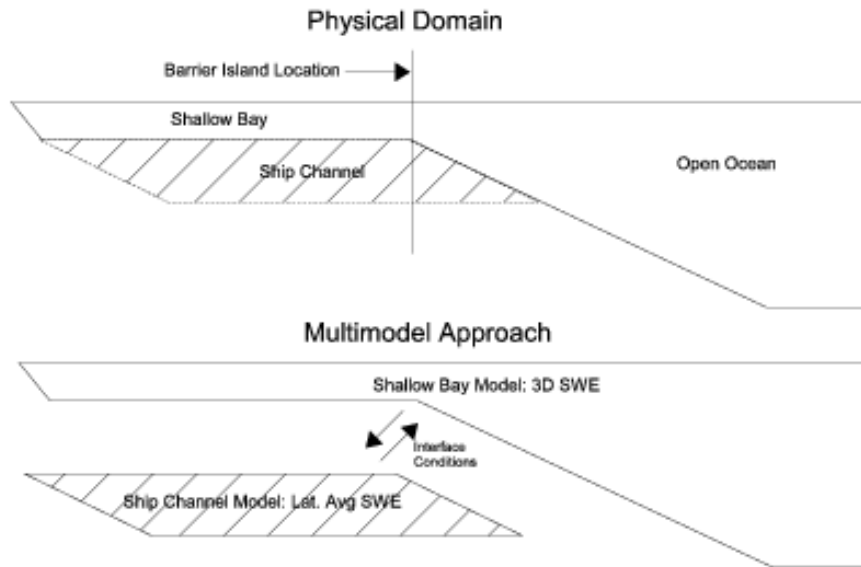 Physical Domain
Barrier Island Location
Shallow Bay
Ship Channel
Open Ocean
Multimodel Approach
Shallow Bay Model: 3D SWE
Interface
Conditions
Ship Channel Model: Lat. Avg SWE